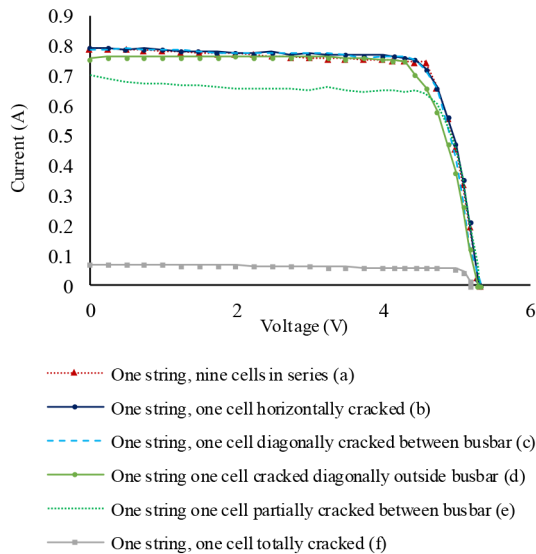 0.9
0.8
0.7
0.6
0.5
0.4
0.3
0.2
0.1
0
Current (A)
0 2 4 6
Voltage (V)
One string, nine cells in series (a)
One string, one cell horizontally cracked (b)
One string, one cell diagonally cracked between busbar (c)
One string one cell cracked diagonally outside busbar (d)
One string one cell partially cracked between busbar (e)
One string, one cell totally cracked (f)